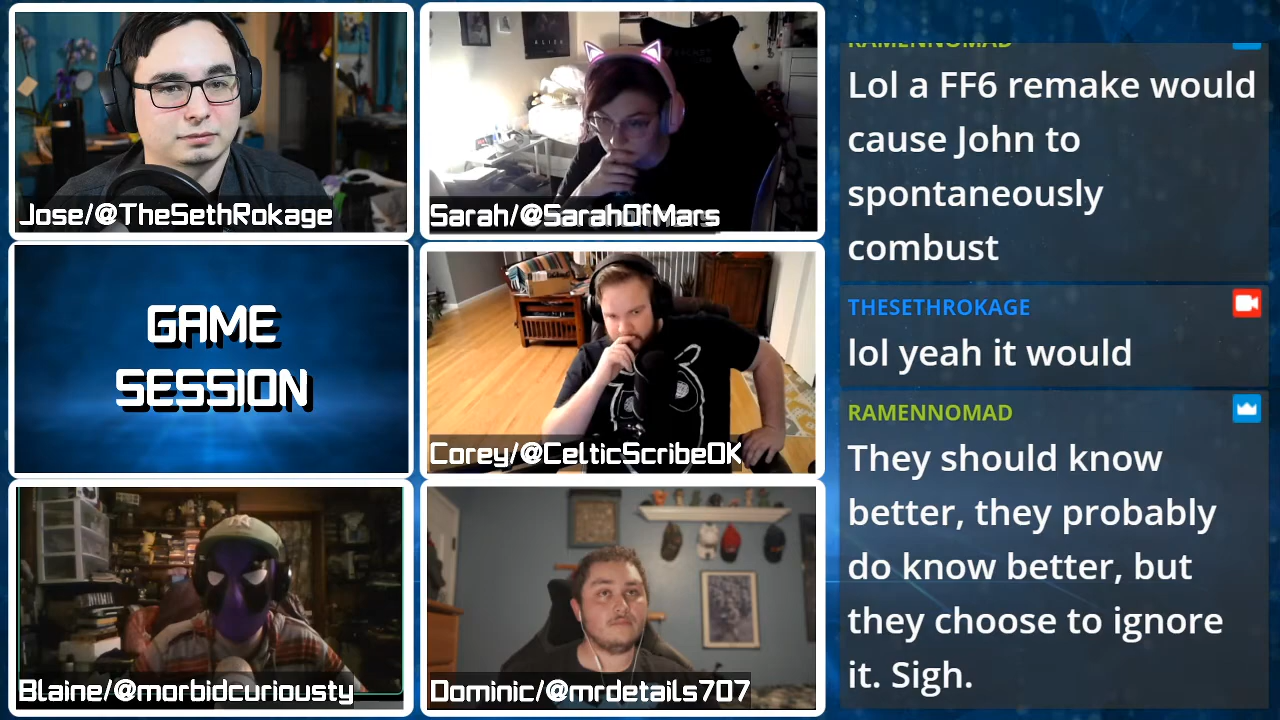 Jose/@TheSethRokage
Sarah/@SarahOfMars
GAME
SESSION
Corey/@CelticScribeOK
Blaine/@morbidcuriousty
Dominic/@mrdetails707
ALIEN
RAMENNOMAD
Lol a FF6 remake would
cause John to
spontaneously
combust
THESETHROKAGE
lol yeah it would
RAMENNOMAD
They should know
better, they probably
do know better, but
they choose to ignore
it. Sigh.